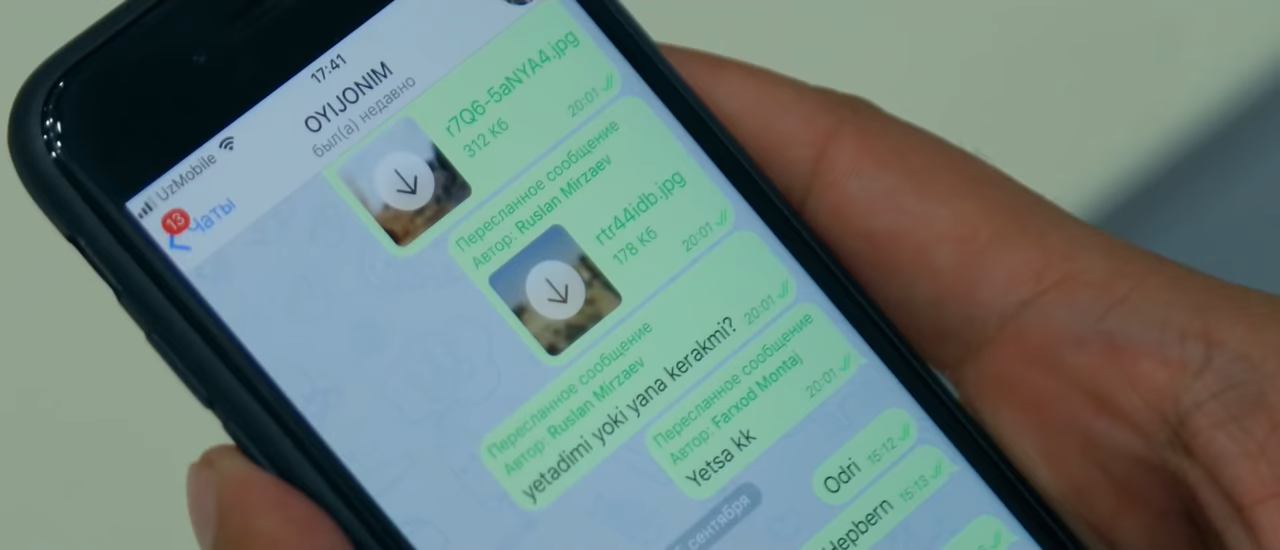 17:41
UzMobile
13
Чаты
OYIJONIM
был(а) недавно
r7Q6-5aNYA4.jpg
312 Кб
20:01
Пересланное сообщение
Автор: Ruslan Mirzaev
rtr44jdb.jpg
178 Кб
20:01
Пересланное сообщение
Автор: Ruslan Mirzaev
yetadimi yoki yana kerakmi?
20:01
Пересланное сообщение
Автор: Farxod Montaj
Yetsa kk
20:01
сентября
Odri 15:12
Hepbern 15:13